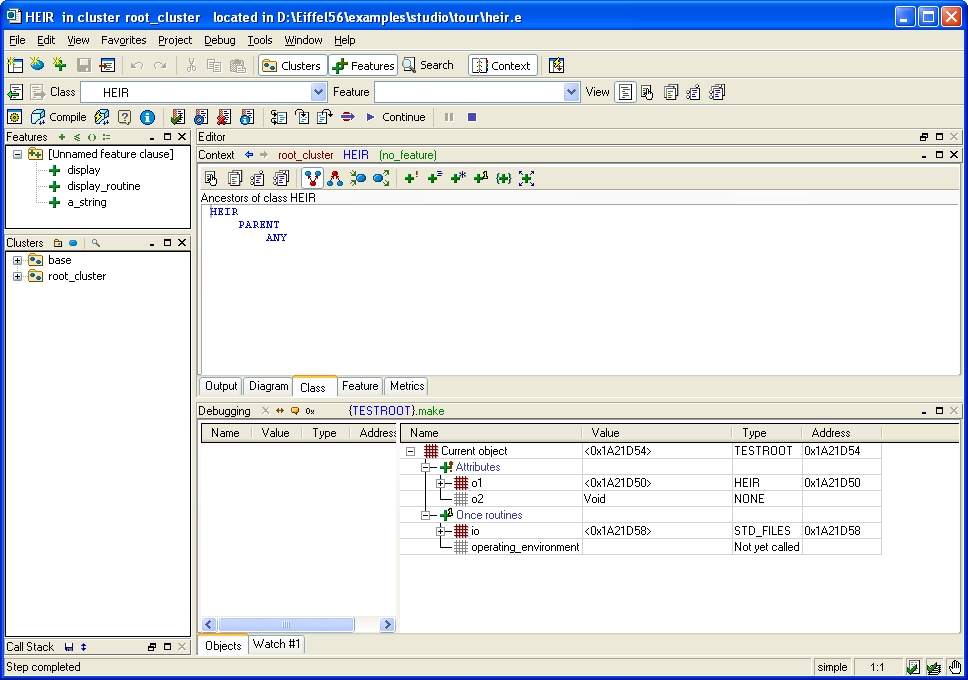 HEIR in cluster root_cluster located in D:\Eiffel56\examples\studio\tour\heir.e
File Edit View Favorites Project Debug Tools Window Help
Clusters Features Search Context
Class HEIR Feature View
Compile Continue
Features
[Unnamed feature clause]
display
display_routine
a_string
Clusters
base
root_cluster
Call Stack
Editor
Context root_cluster HEIR (no_feature)
Ancestors of class HEIR
HEIR
PARENT
ANY
Output Diagram Class Feature Metrics
Debugging 0x {TESTROOT}.make
Name Value Type Address
Name Value Type Address
Current object <0x1A21D54> TESTROOT 0x1A21D54
Attributes
o1 <0x1A21D50> HEIR 0x1A21D50
o2 Void NONE
Once routines
io <0x1A21D58> STD_FILES 0x1A21D58
operating_environment Not yet called
Objects Watch #1
Step completed simple 1:1